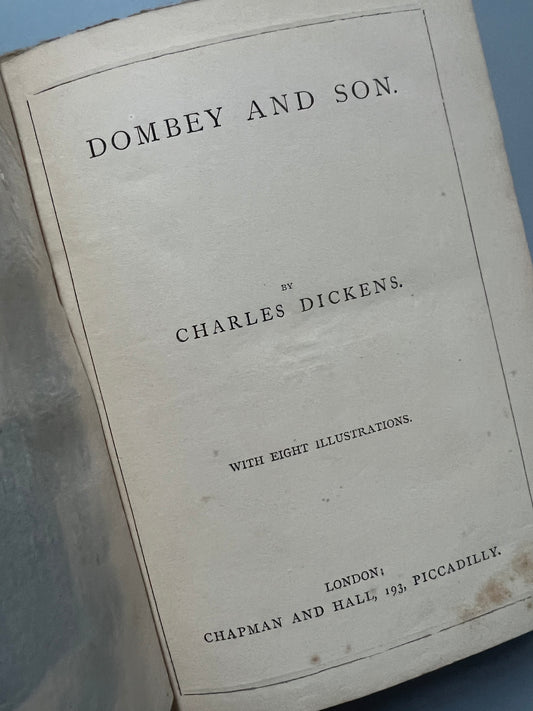 DOMBEY AND SON.
BY
CHARLES DICKENS.
WITH EIGHT ILLUSTRATIONS.
LONDON:
CHAPMAN AND HALL, 193, PICCADILLY.